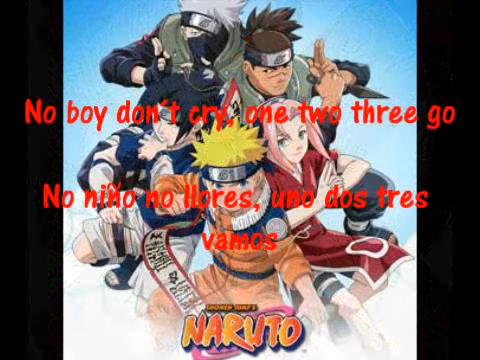 No boy don't cry, one two three go
No niño no llores, uno dos tres
vamos
SHONEN JUMP'S
NARUTO